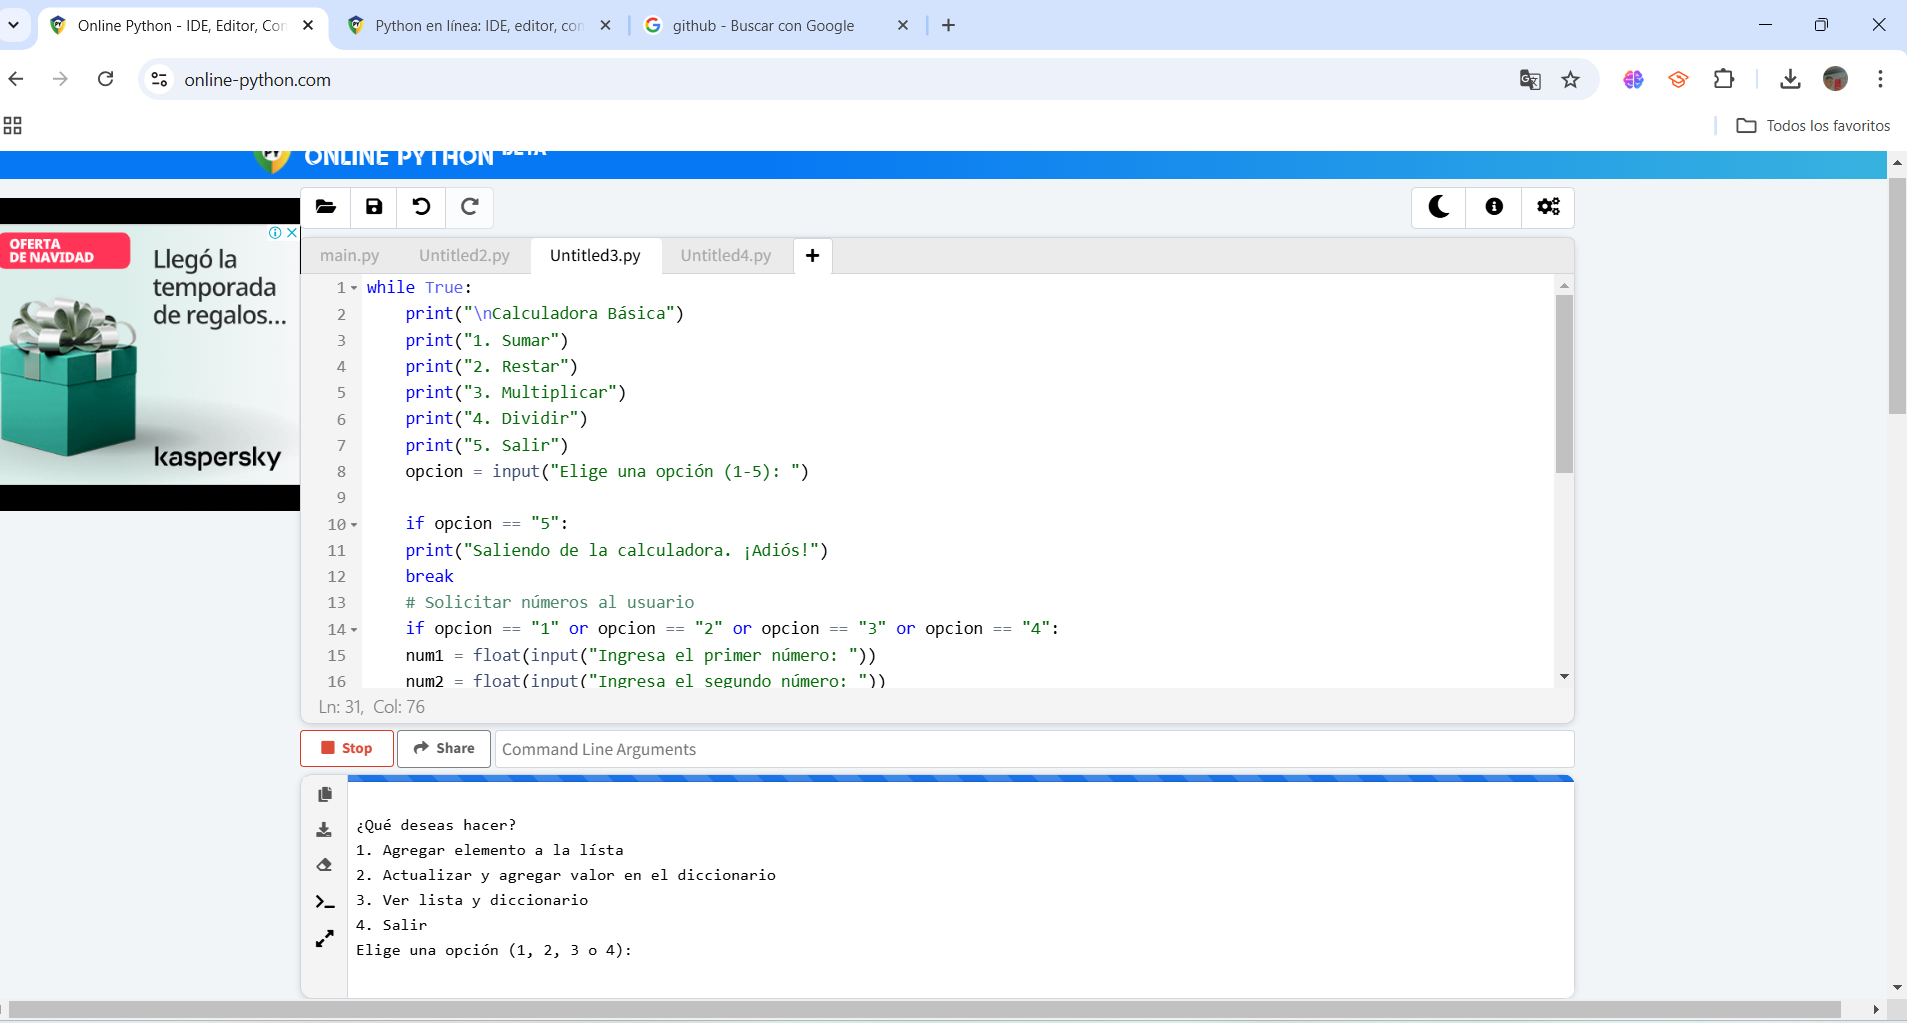 Online Python - IDE, Editor, Con
Python en línea: IDE, editor, con
github - Buscar con Google
online-python.com
Todos los favoritos
ONLINE PYTHON BETA
OFERTA
DE NAVIDAD
Llegó la
temporada
de regalos...
kaspersky
main.py
Untitled2.py
Untitled3.py
Untitled4.py
+
1 while True:
2 print("\nCalculadora Básica")
3 print("1. Sumar")
4 print("2. Restar")
5 print("3. Multiplicar")
6 print("4. Dividir")
7 print("5. Salir")
8 opcion = input("Elige una opción (1-5): ")
9
10 if opcion == "5":
11 print("Saliendo de la calculadora. ¡Adiós!")
12 break
13 # Solicitar números al usuario
14 if opcion == "1" or opcion == "2" or opcion == "3" or opcion == "4":
15 num1 = float(input("Ingresa el primer número: "))
16 num2 = float(input("Ingresa el segundo número: "))
Ln: 31, Col: 76
Stop
Share
Command Line Arguments
¿Qué deseas hacer?
1. Agregar elemento a la lísta
2. Actualizar y agregar valor en el diccionario
3. Ver lista y diccionario
4. Salir
Elige una opción (1, 2, 3 o 4):